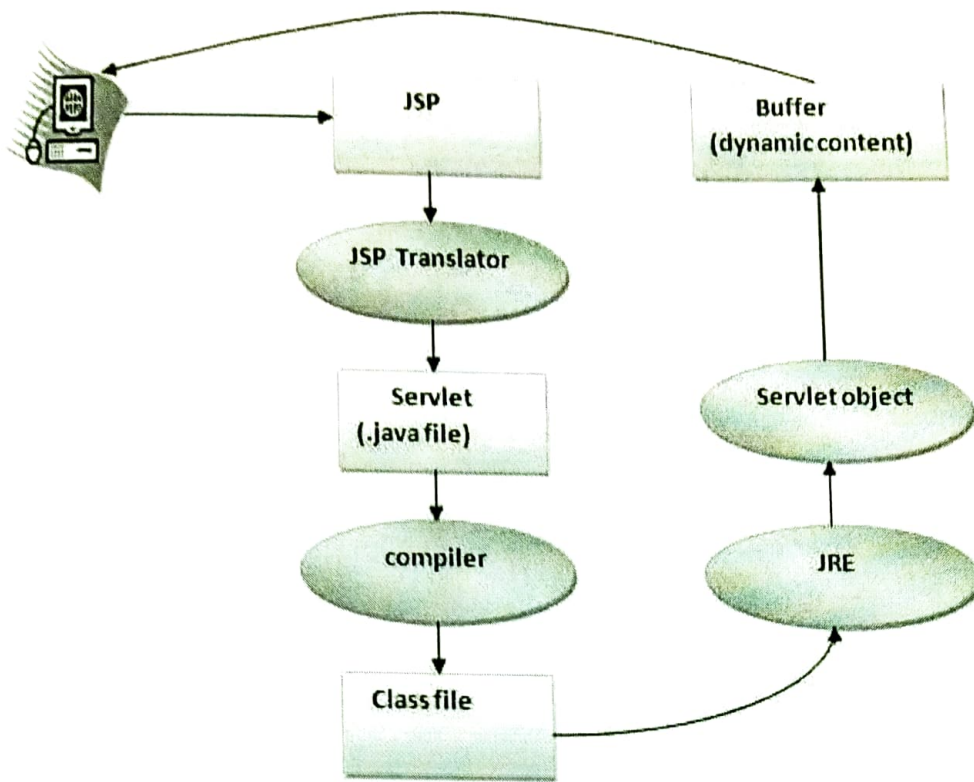 JSP
JSP Translator
Servlet
(.java file)
compiler
Class file
JRE
Servlet object
Buffer
(dynamic content)